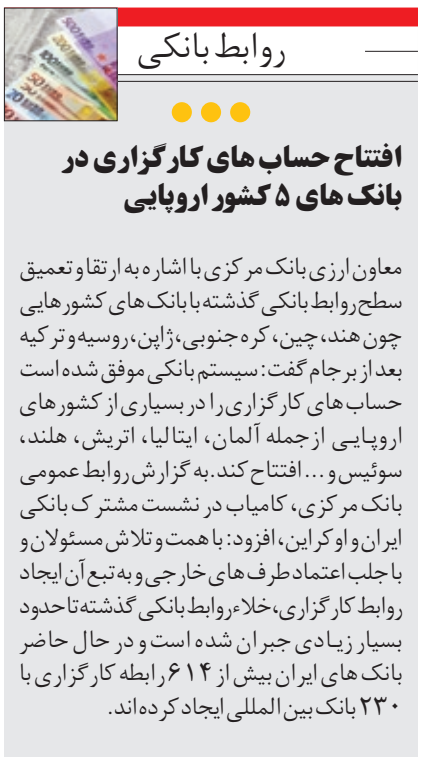 روابط بانکی
افتتاح حساب های کارگزاری در
بانک های ۵ کشور اروپایی
معاون ارزی بانک مرکزی با اشاره به ارتقا و تعمیق
سطح روابط بانکی گذشته با بانک های کشورهایی
چون هند، چین، کره جنوبی، ژاپن، روسیه و ترکیه
بعد از برجام گفت: سیستم بانکی موفق شده است
حساب های کارگزاری را در بسیاری از کشورهای
اروپایی ازجمله آلمان، ایتالیا، اتریش، هلند،
سوئیس و... افتتاح کند. به گزارش روابط عمومی
بانک مرکزی، کامیاب در نشست مشترک بانکی
ایران و اوکراین، افزود: با همت و تلاش مسئولان و
با جلب اعتماد طرف های خارجی و به تبع آن ایجاد
روابط کارگزاری، خلاء روابط بانکی گذشته تا حدود
بسیار زیادی جبران شده است و در حال حاضر
بانک های ایران بیش از ۶۱۴ رابطه کارگزاری با
۲۳۰ بانک بین المللی ایجاد کرده اند.